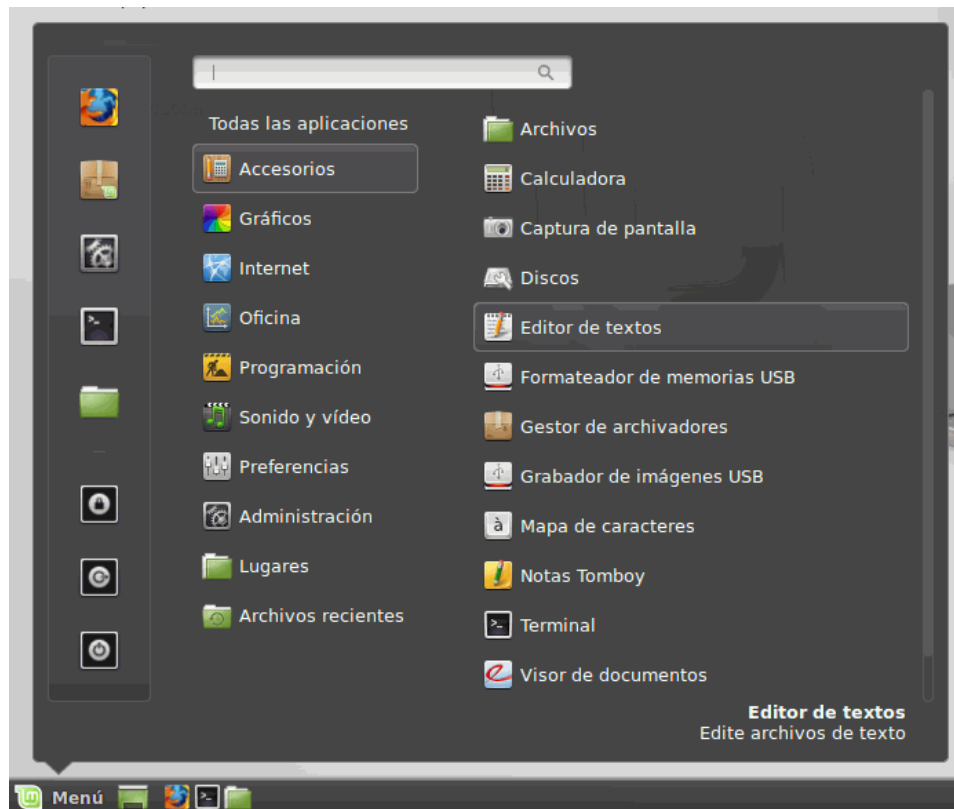 Todas las aplicaciones
Accesorios
Gráficos
Internet
Oficina
Programación
Sonido y vídeo
Preferencias
Administración
Lugares
Archivos recientes
Archivos
Calculadora
Captura de pantalla
Discos
Editor de textos
Formateador de memorias USB
Gestor de archivadores
Grabador de imágenes USB
Mapa de caracteres
Notas Tomboy
Terminal
Visor de documentos
Editor de textos
Edite archivos de texto
Menú